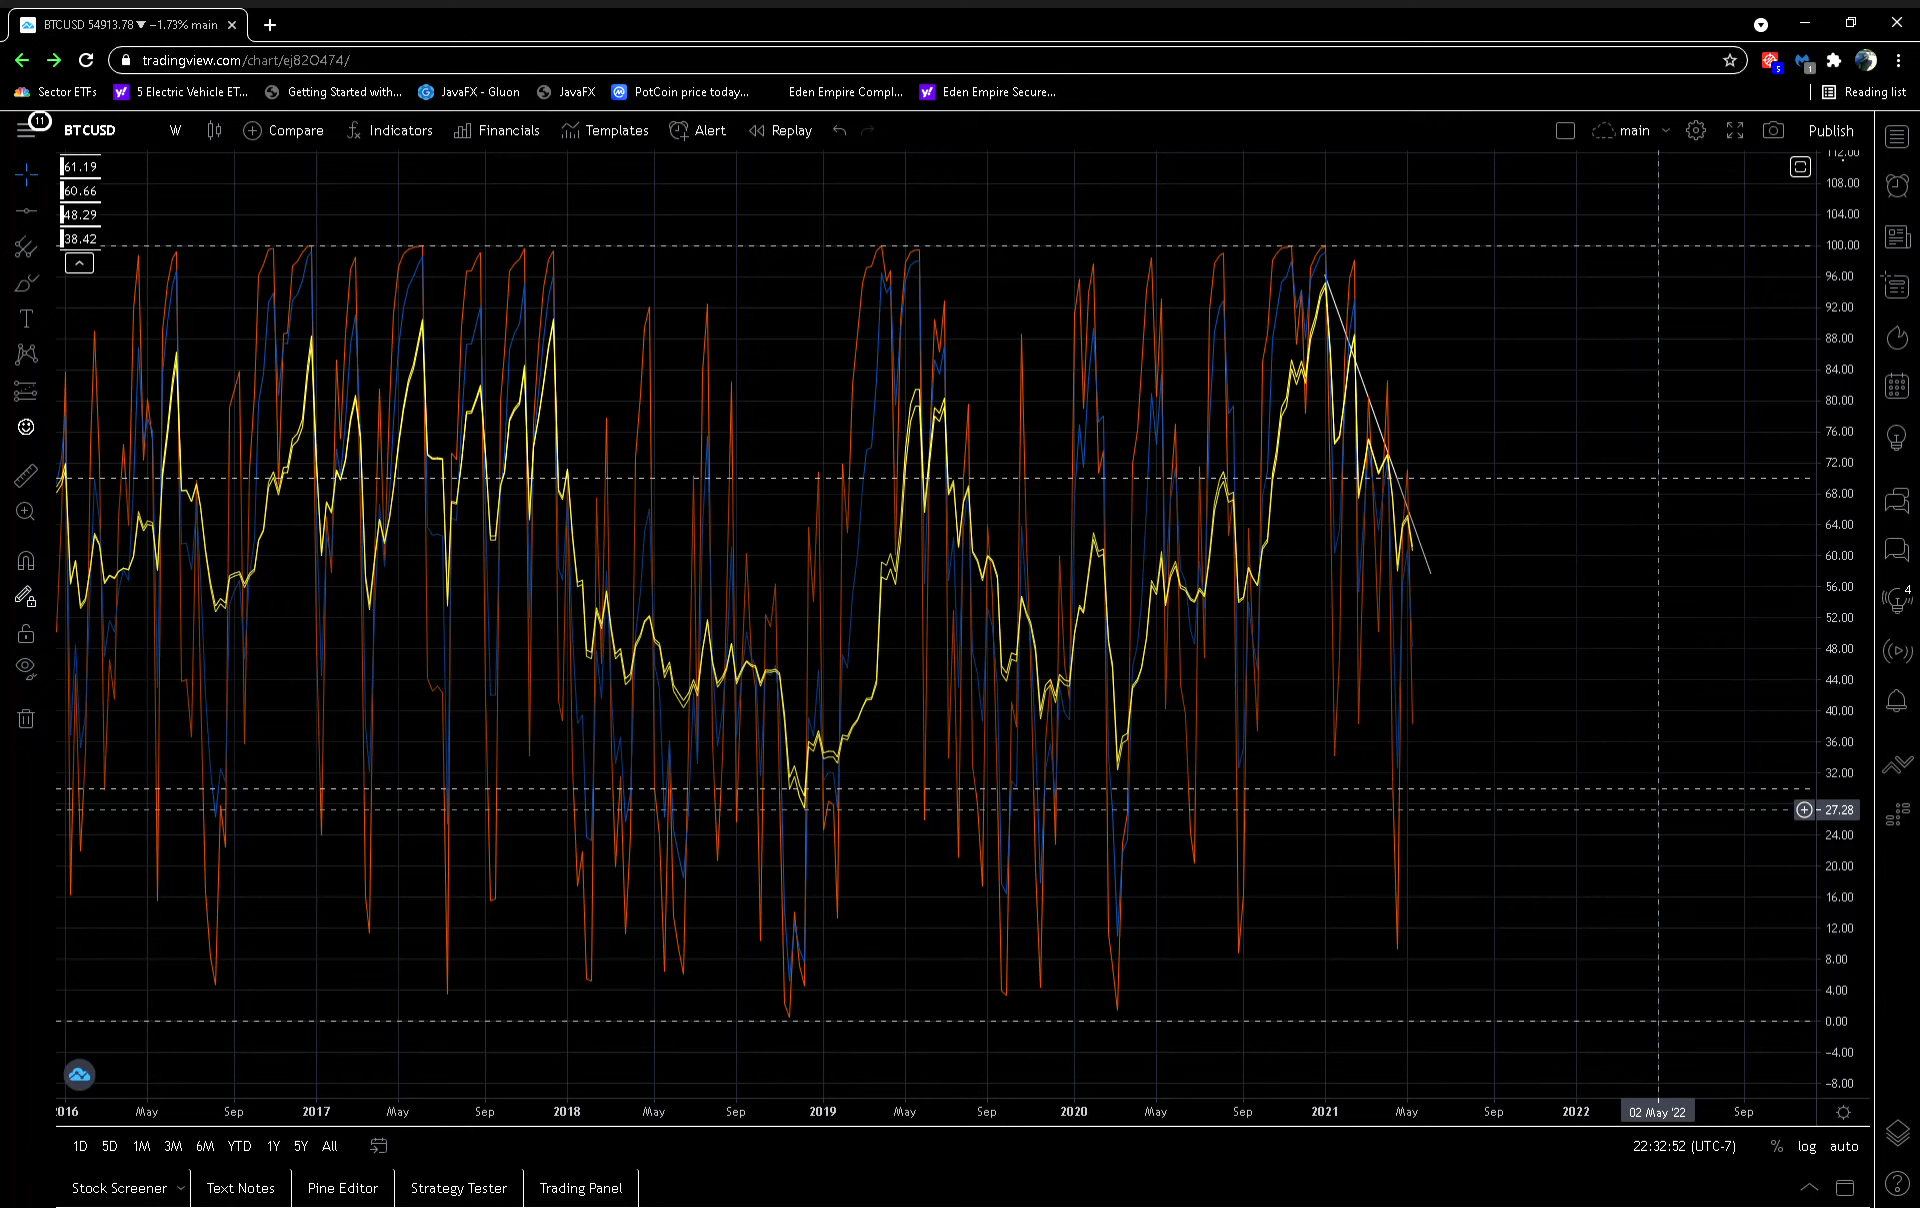 BTCUSD 54913.78 ▼ −1.73% main
tradingview.com/chart/ej82O474/
5
1
Sector ETFs
5 Electric Vehicle ET...
Getting Started with...
JavaFX - Gluon
JavaFX
PotCoin price today...
Eden Empire Compl...
Eden Empire Secure...
Reading list
11
BTCUSD
W
Compare
Indicators
Financials
Templates
Alert
Replay
main
Publish
61.19
60.66
48.29
38.42
112.00
108.00
104.00
100.00
96.00
92.00
88.00
84.00
80.00
76.00
72.00
68.00
64.00
60.00
56.00
52.00
48.00
44.00
40.00
36.00
32.00
27.28
24.00
20.00
16.00
12.00
8.00
4.00
0.00
−4.00
−8.00
4
2016 May Sep 2017 May Sep 2018 May Sep 2019 May Sep 2020 May Sep 2021 May Sep 2022 02 May '22 Sep
1D 5D 1M 3M 6M YTD 1Y 5Y All
22:32:52 (UTC-7) % log auto
Stock Screener Text Notes Pine Editor Strategy Tester Trading Panel